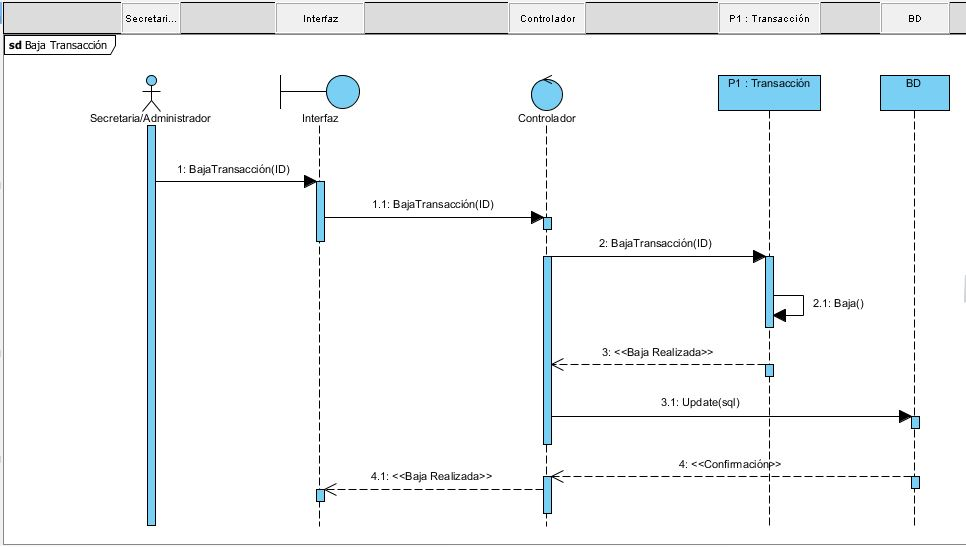 Secretari...
Interfaz
Controlador
P1 : Transacción
BD
sd Baja Transacción
Secretaria/Administrador
Interfaz
Controlador
P1 : Transacción
BD
1: BajaTransacción(ID)
1.1: BajaTransacción(ID)
2: BajaTransacción(ID)
2.1: Baja()
3: <<Baja Realizada>>
3.1: Update(sql)
4: <<Confirmación>>
4.1: <<Baja Realizada>>